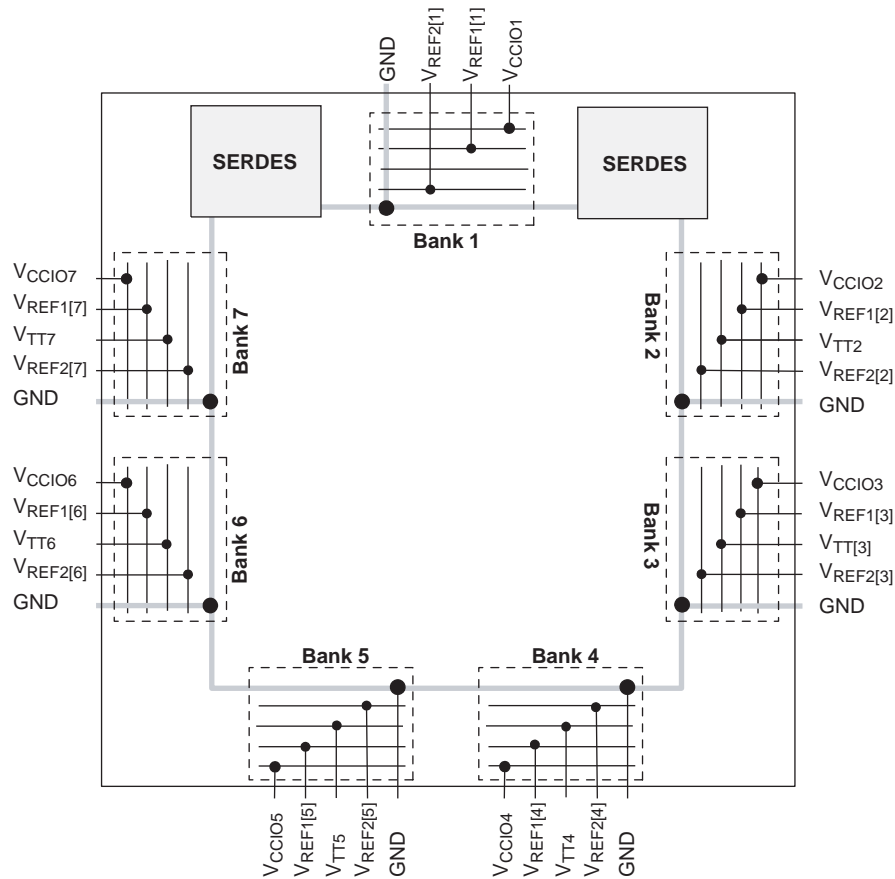 GND
VREF2[1]
VREF1[1]
VCCIO1
SERDES
SERDES
Bank 1
VCCIO7
VREF1[7]
VTT7
VREF2[7]
GND
Bank 7
Bank 2
VCCIO2
VREF1[2]
VTT2
VREF2[2]
GND
VCCIO6
VREF1[6]
VTT6
VREF2[6]
GND
Bank 6
Bank 3
VCCIO3
VREF1[3]
VTT[3]
VREF2[3]
GND
Bank 5
Bank 4
VCCIO5
VREF1[5]
VTT5
VREF2[5]
GND
VCCIO4
VREF1[4]
VTT4
VREF2[4]
GND